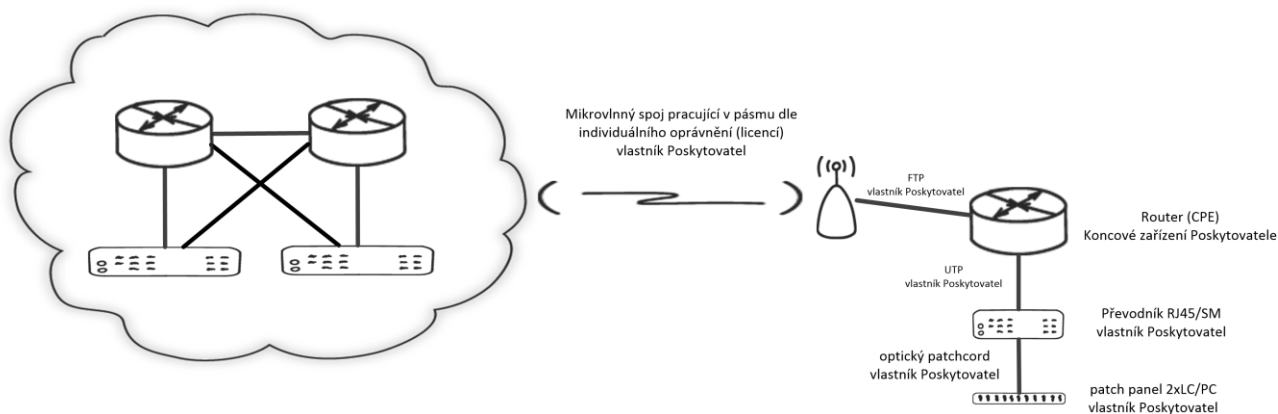 Mikrovlnný spoj pracující v pásmu dle
individuálního oprávnění (licencí)
vlastník Poskytovatel
FTP
vlastník Poskytovatel
Router (CPE)
Koncové zařízení Poskytovatele
UTP
vlastník Poskytovatel
Převodník RJ45/SM
vlastník Poskytovatel
optický patchcord
vlastník Poskytovatel
patch panel 2xLC/PC
vlastník Poskytovatel